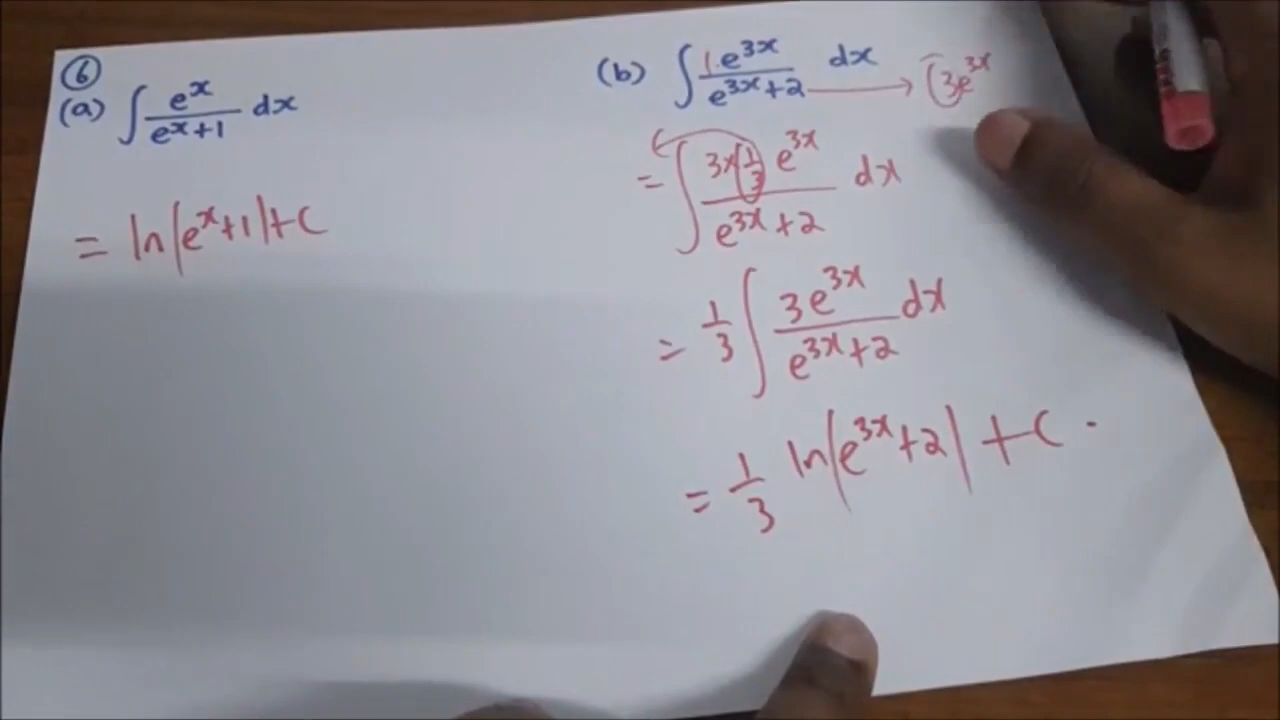 ⑥
(a) ∫ e^x / (e^x+1) dx
= ln|e^x+1|+C
(b) ∫ 1.e^3x / (e^3x+2) dx → (3e^3x
= ∫ 3×(1/3 e^3x / (e^3x+2) dx
= 1/3 ∫ 3e^3x / (e^3x+2) dx
= 1/3 ln|e^3x+2| + C.